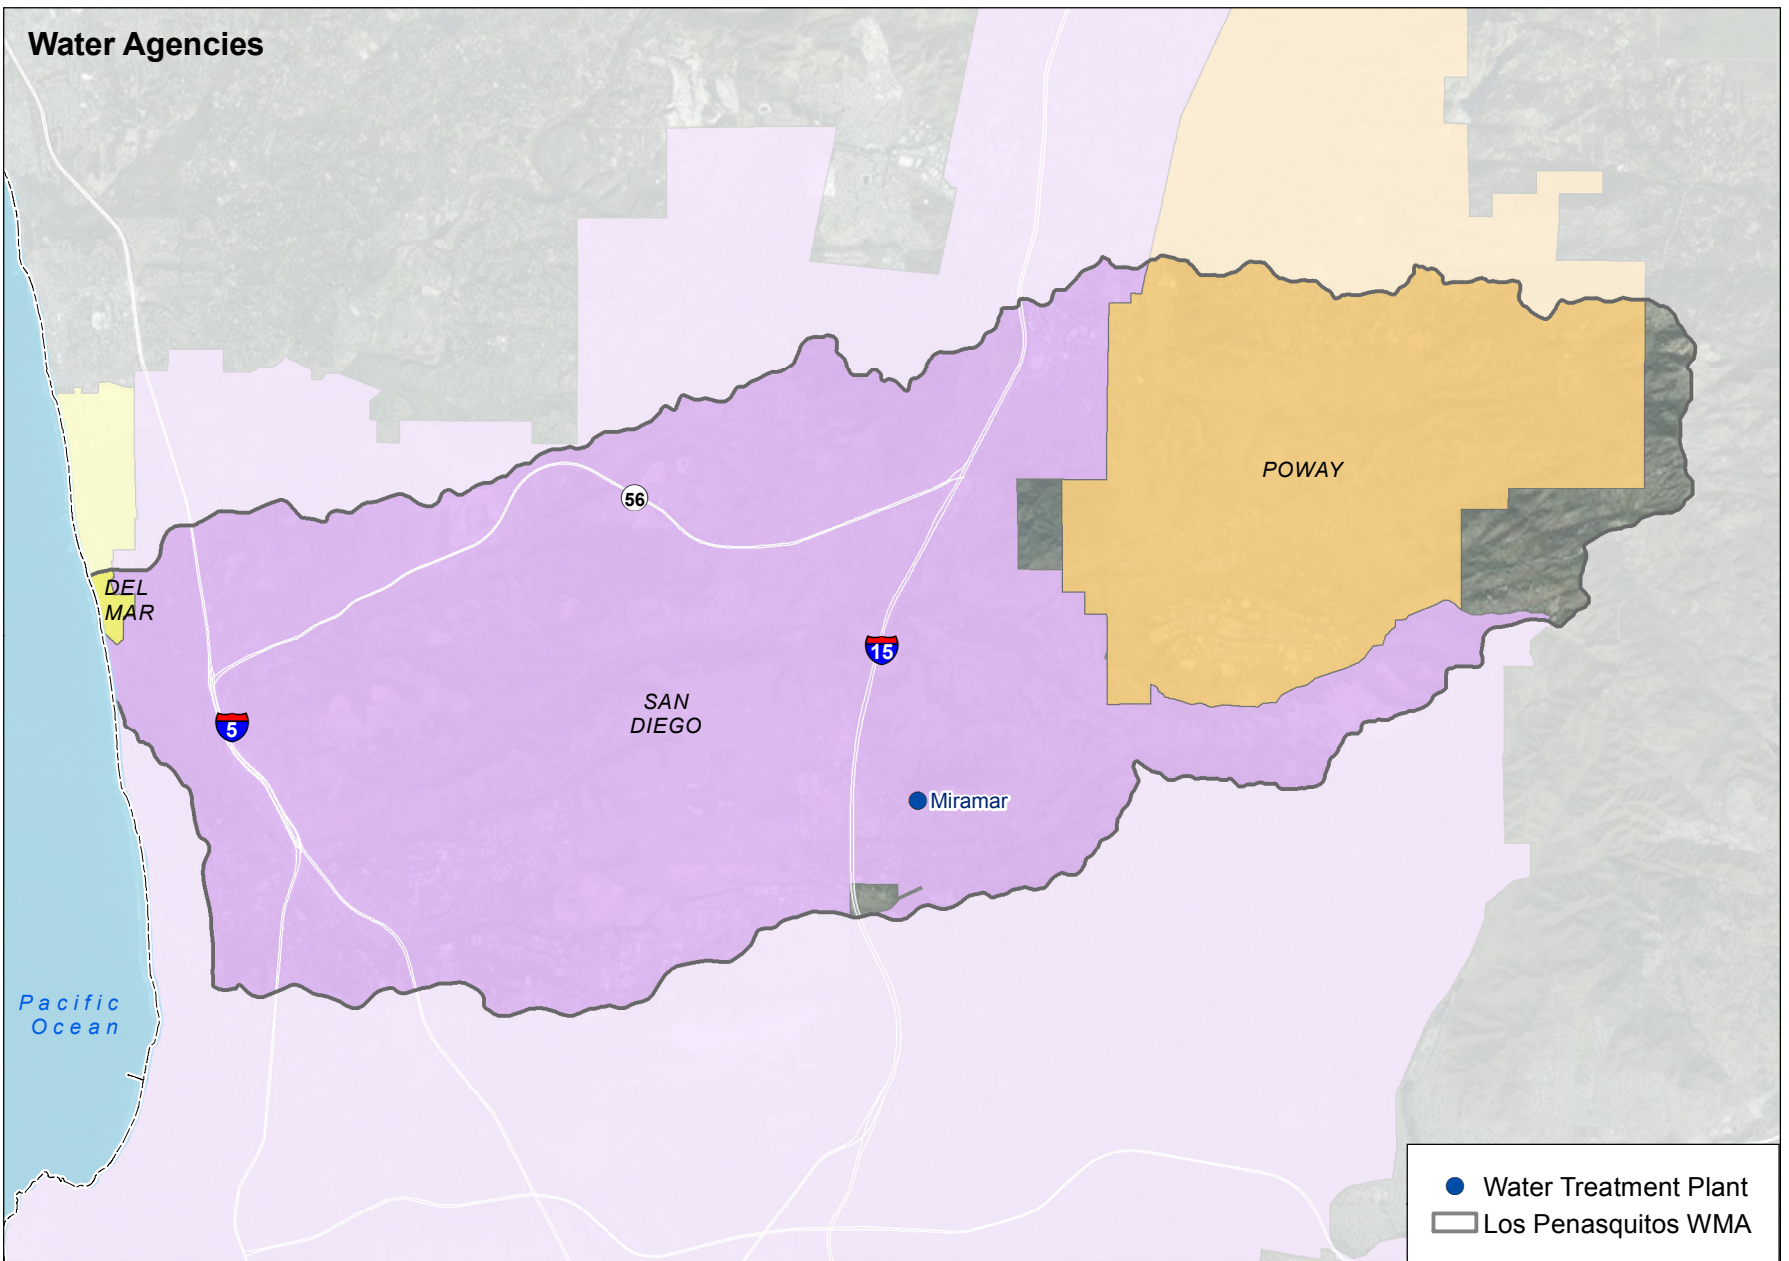 Water Agencies
56
POWAY
DEL
MAR
15
SAN
DIEGO
5
Miramar
Pacific
Ocean
Water Treatment Plant
Los Penasquitos WMA